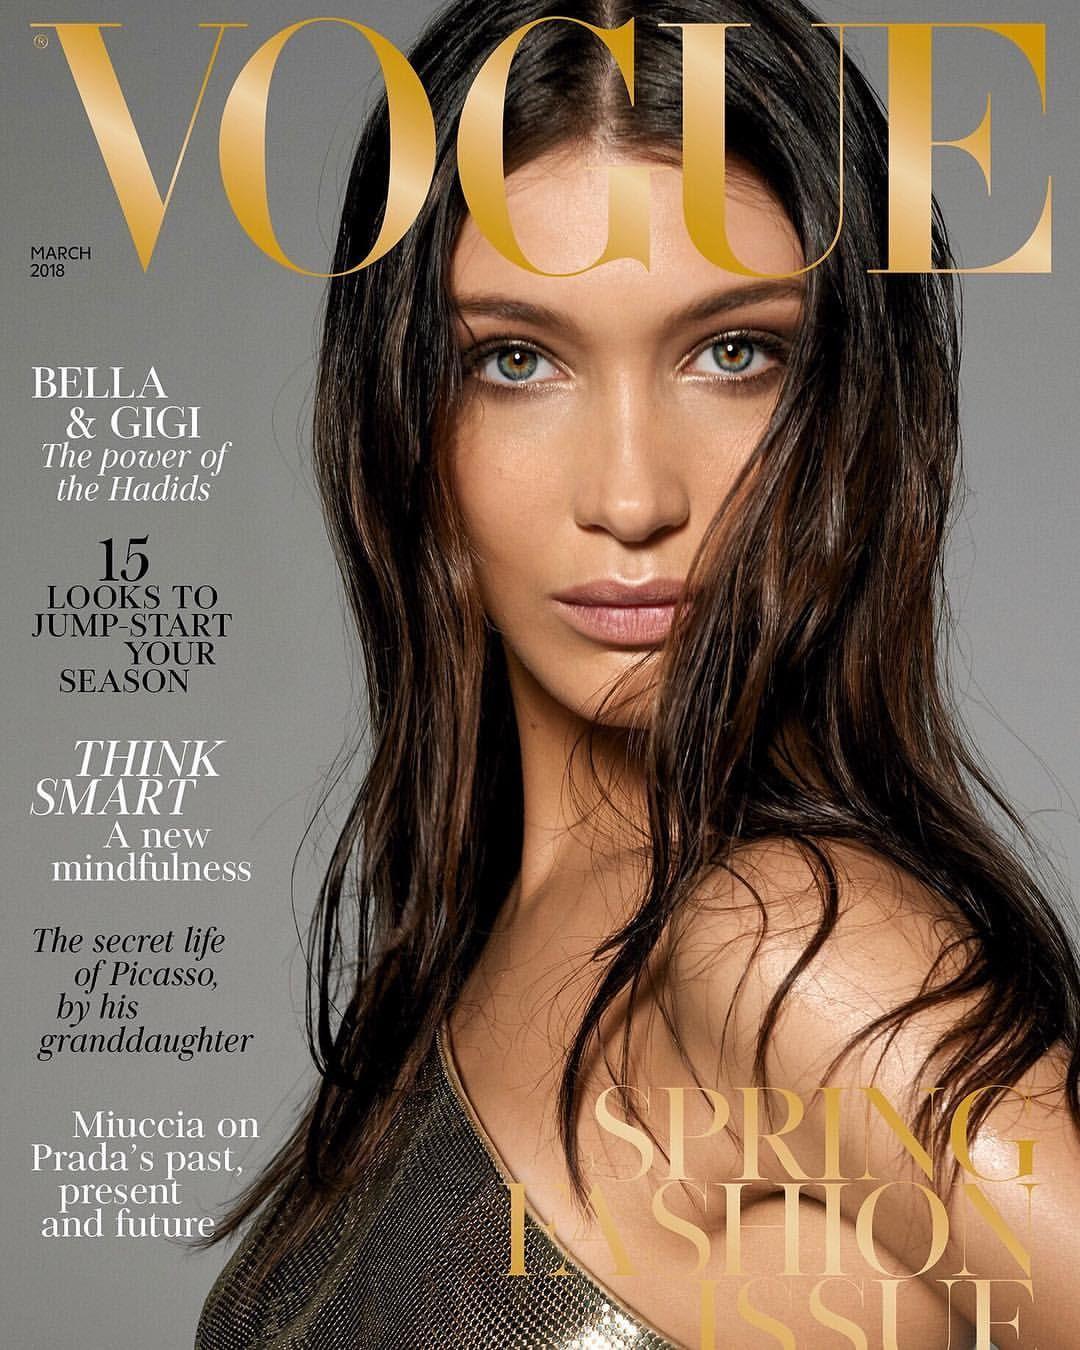 VOGUE
®
MARCH
2018
BELLA
& GIGI
The power of
the Hadids
15
LOOKS TO
JUMP-START
YOUR
SEASON
THINK
SMART
A new
mindfulness
The secret life
of Picasso,
by his
granddaughter
Miuccia on
Prada's past,
present
and future
SPRING
FASHION
ISSUE